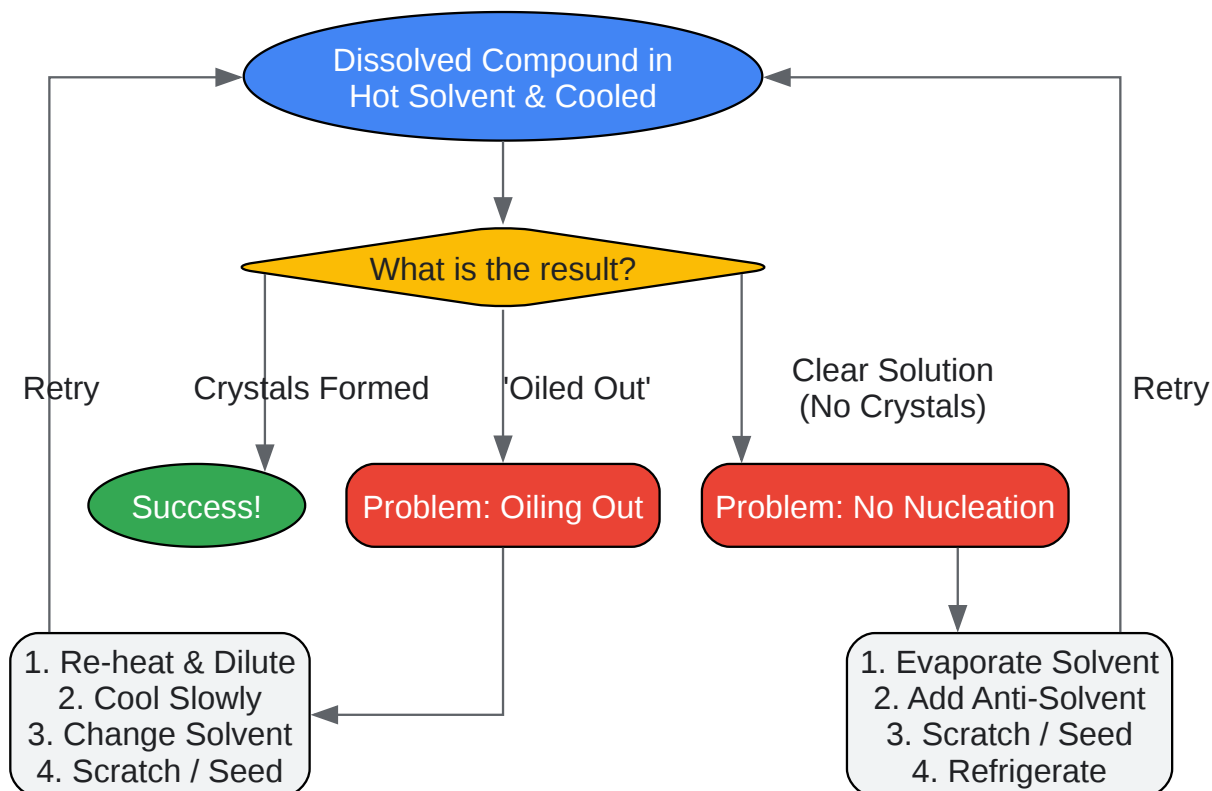 Dissolved Compound in
Hot Solvent & Cooled
What is the result?
Retry
Crystals Formed
'Oiled Out'
Clear Solution
(No Crystals)
Retry
Success!
Problem: Oiling Out
Problem: No Nucleation
1. Re-heat & Dilute
2. Cool Slowly
3. Change Solvent
4. Scratch / Seed
1. Evaporate Solvent
2. Add Anti-Solvent
3. Scratch / Seed
4. Refrigerate